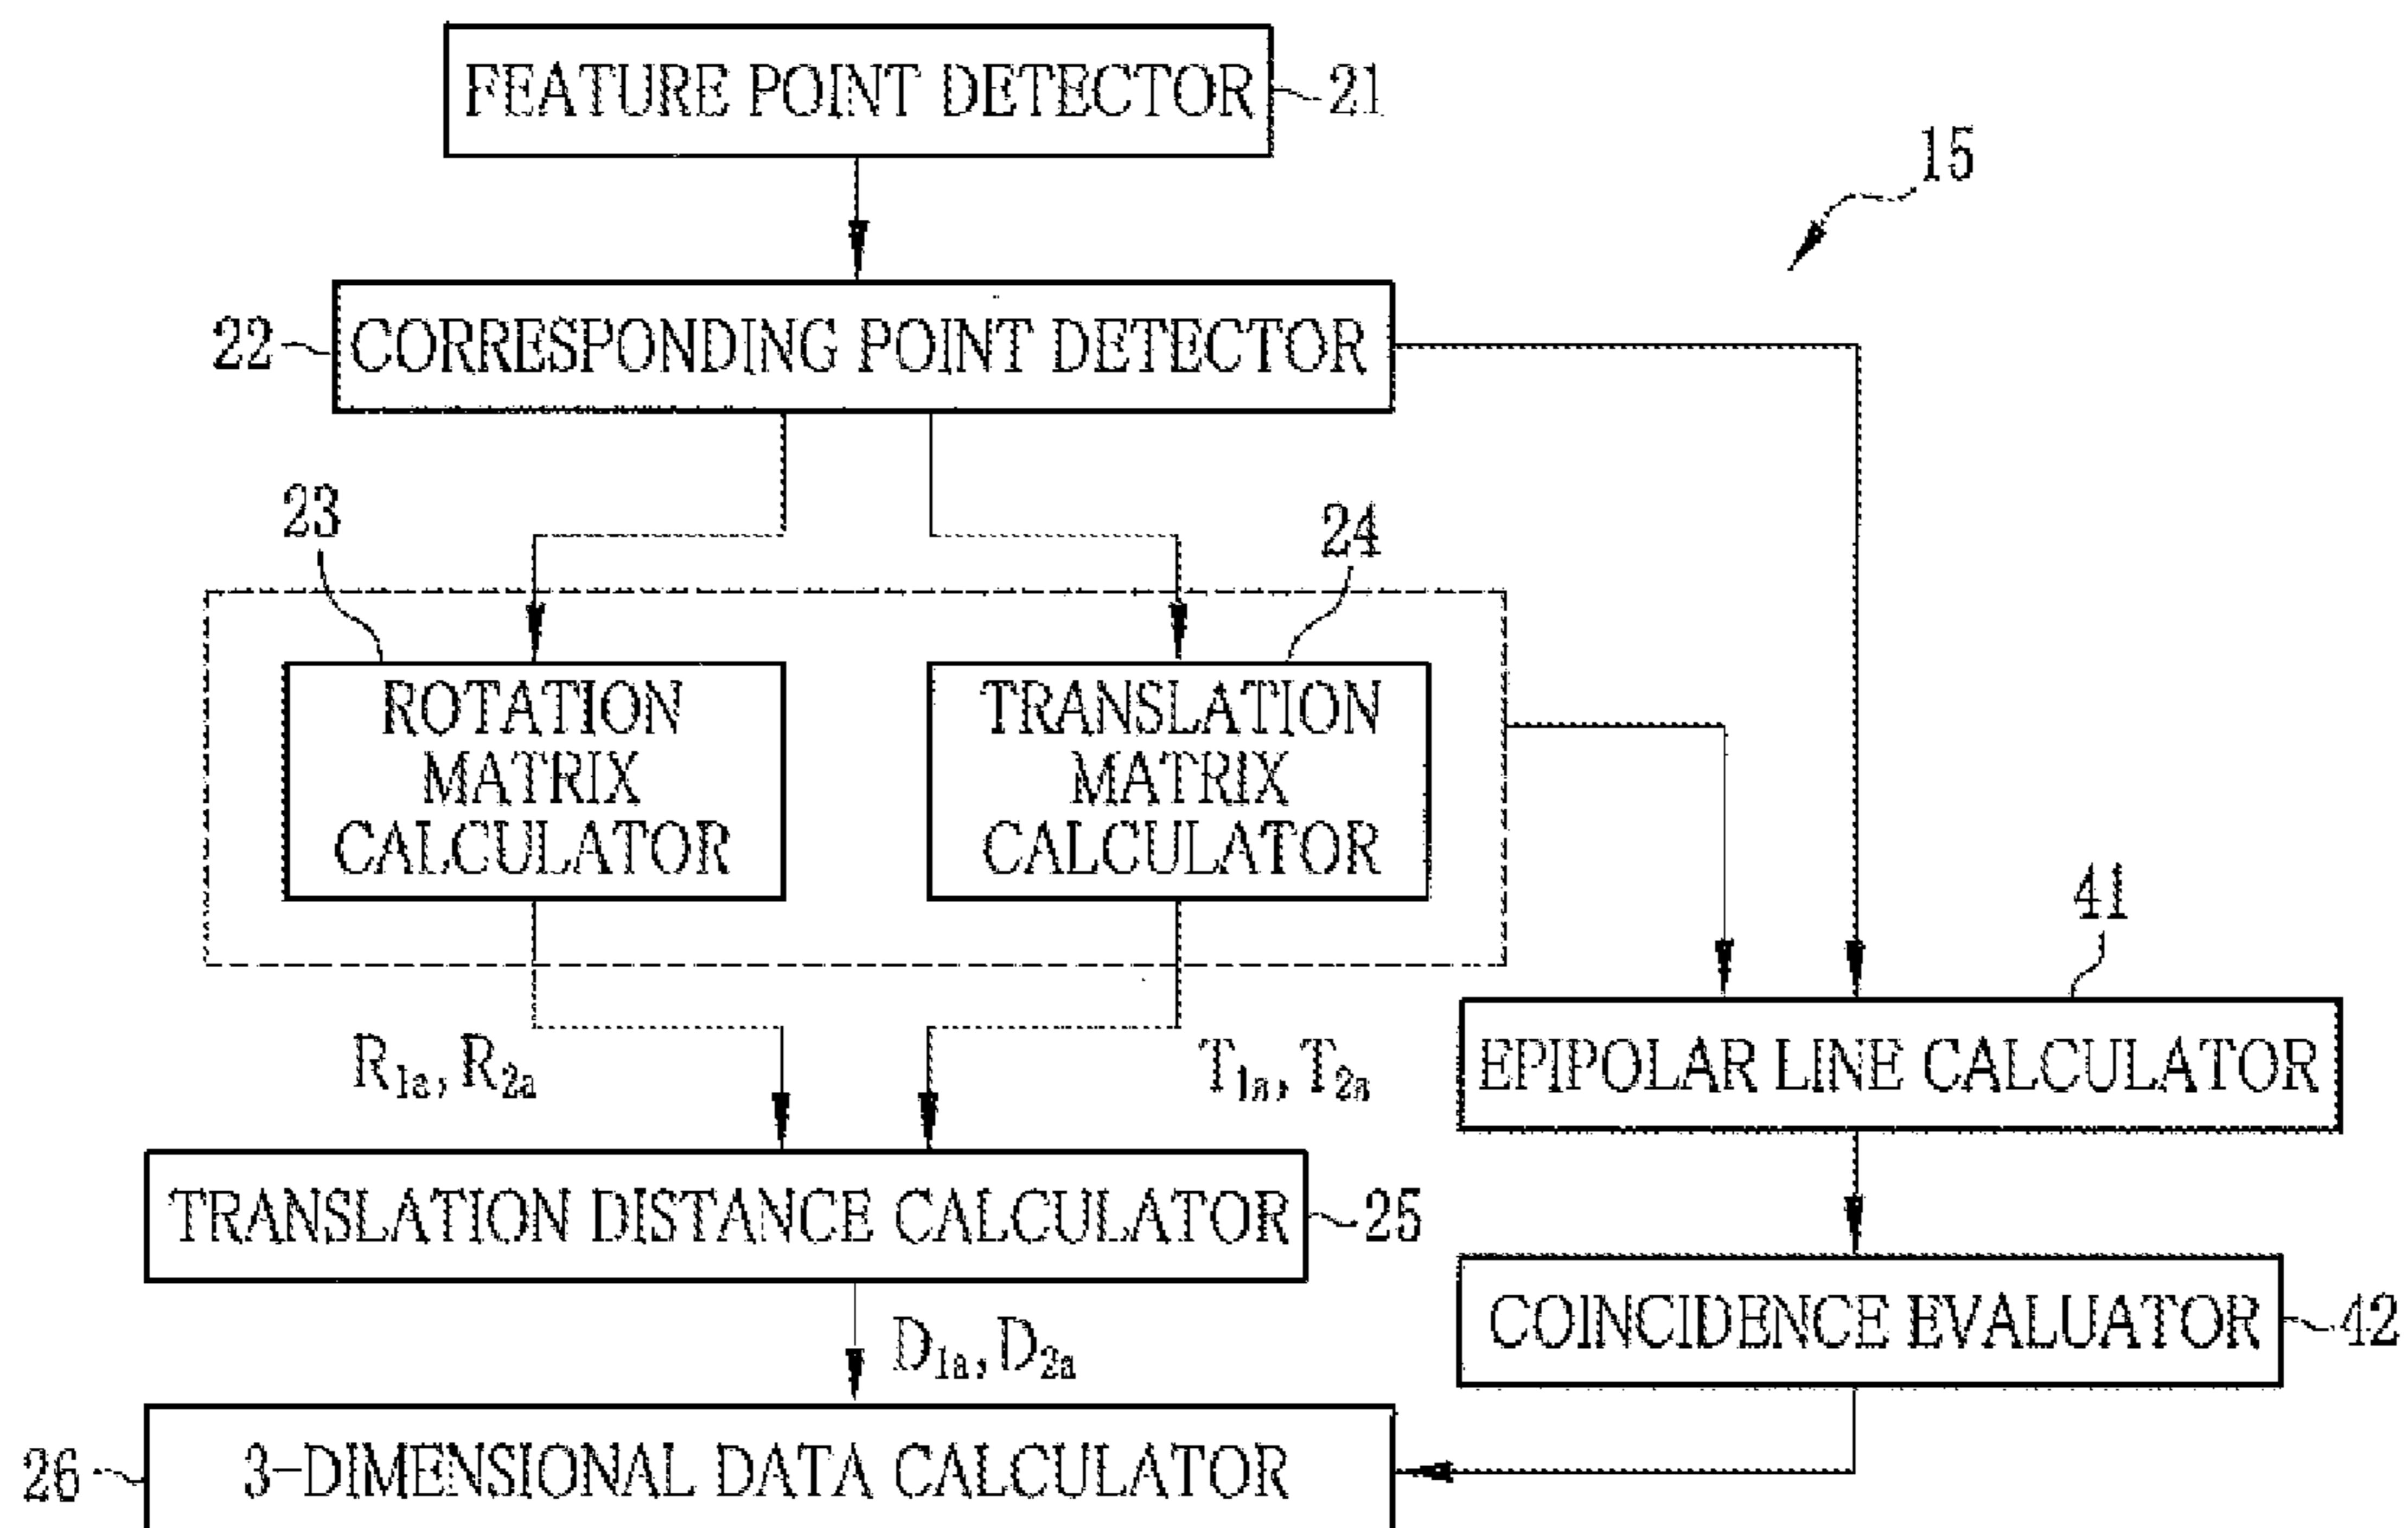 FEATURE POINT DETECTOR
21
15
22
CORRESPONDING POINT DETECTOR
23
24
ROTATION
MATRIX
CALCULATOR
TRANSLATION
MATRIX
CALCULATOR
41
R1a, R2a
T1a, T2a
EPIPOLAR LINE CALCULATOR
TRANSLATION DISTANCE CALCULATOR
25
D1a, D2a
COINCIDENCE EVALUATOR
42
26
3-DIMENSIONAL DATA CALCULATOR